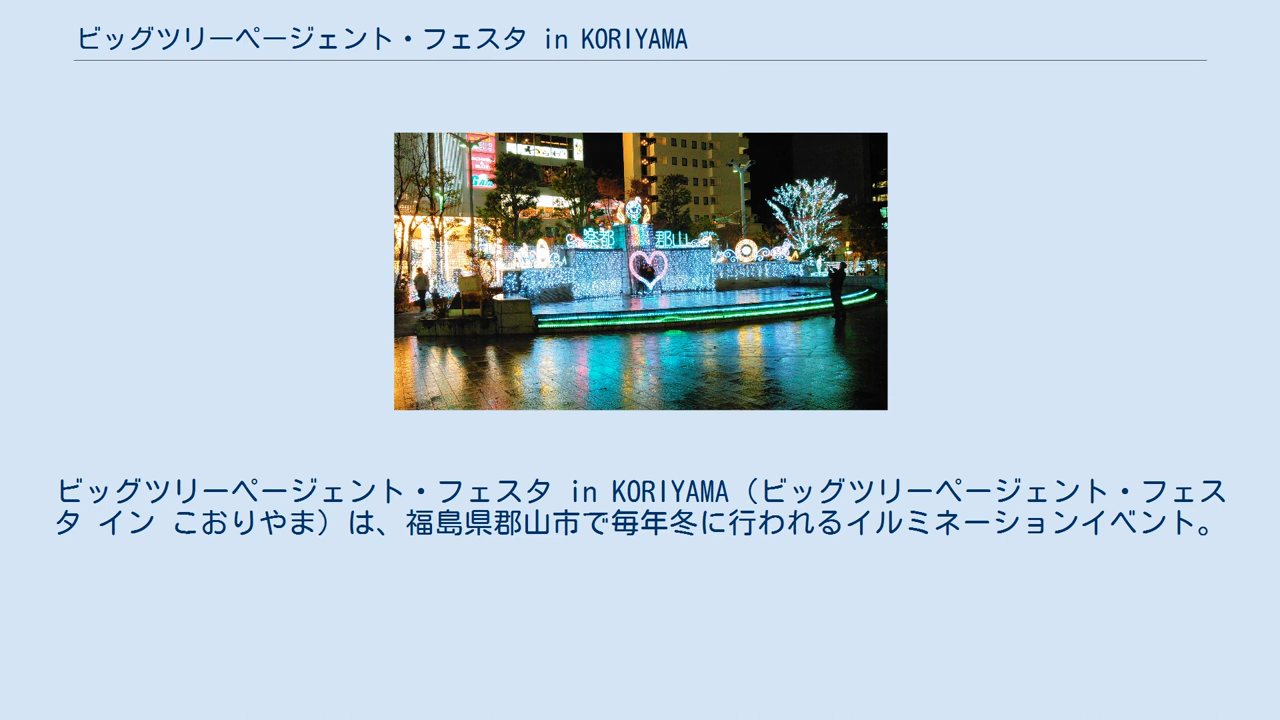 ビッグツリーページェント・フェスタ in KORIYAMA
楽都 郡山
ビッグツリーページェント・フェスタ in KORIYAMA（ビッグツリーページェント・フェス
タ イン こおりやま）は、福島県郡山市で毎年冬に行われるイルミネーションイベント。